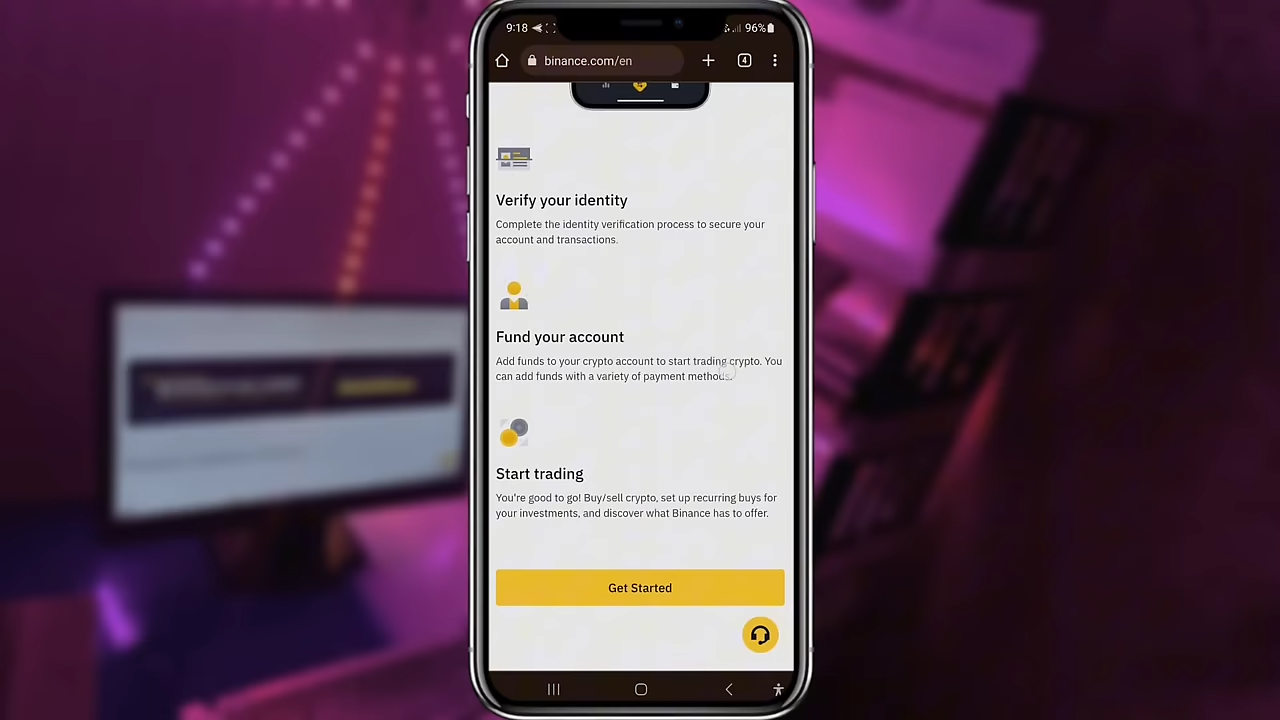 9:18
96%
binance.com/en
4
Verify your identity
Complete the identity verification process to secure your
account and transactions.
Fund your account
Add funds to your crypto account to start trading crypto. You
can add funds with a variety of payment methods.
Start trading
You're good to go! Buy/sell crypto, set up recurring buys for
your investments, and discover what Binance has to offer.
Get Started